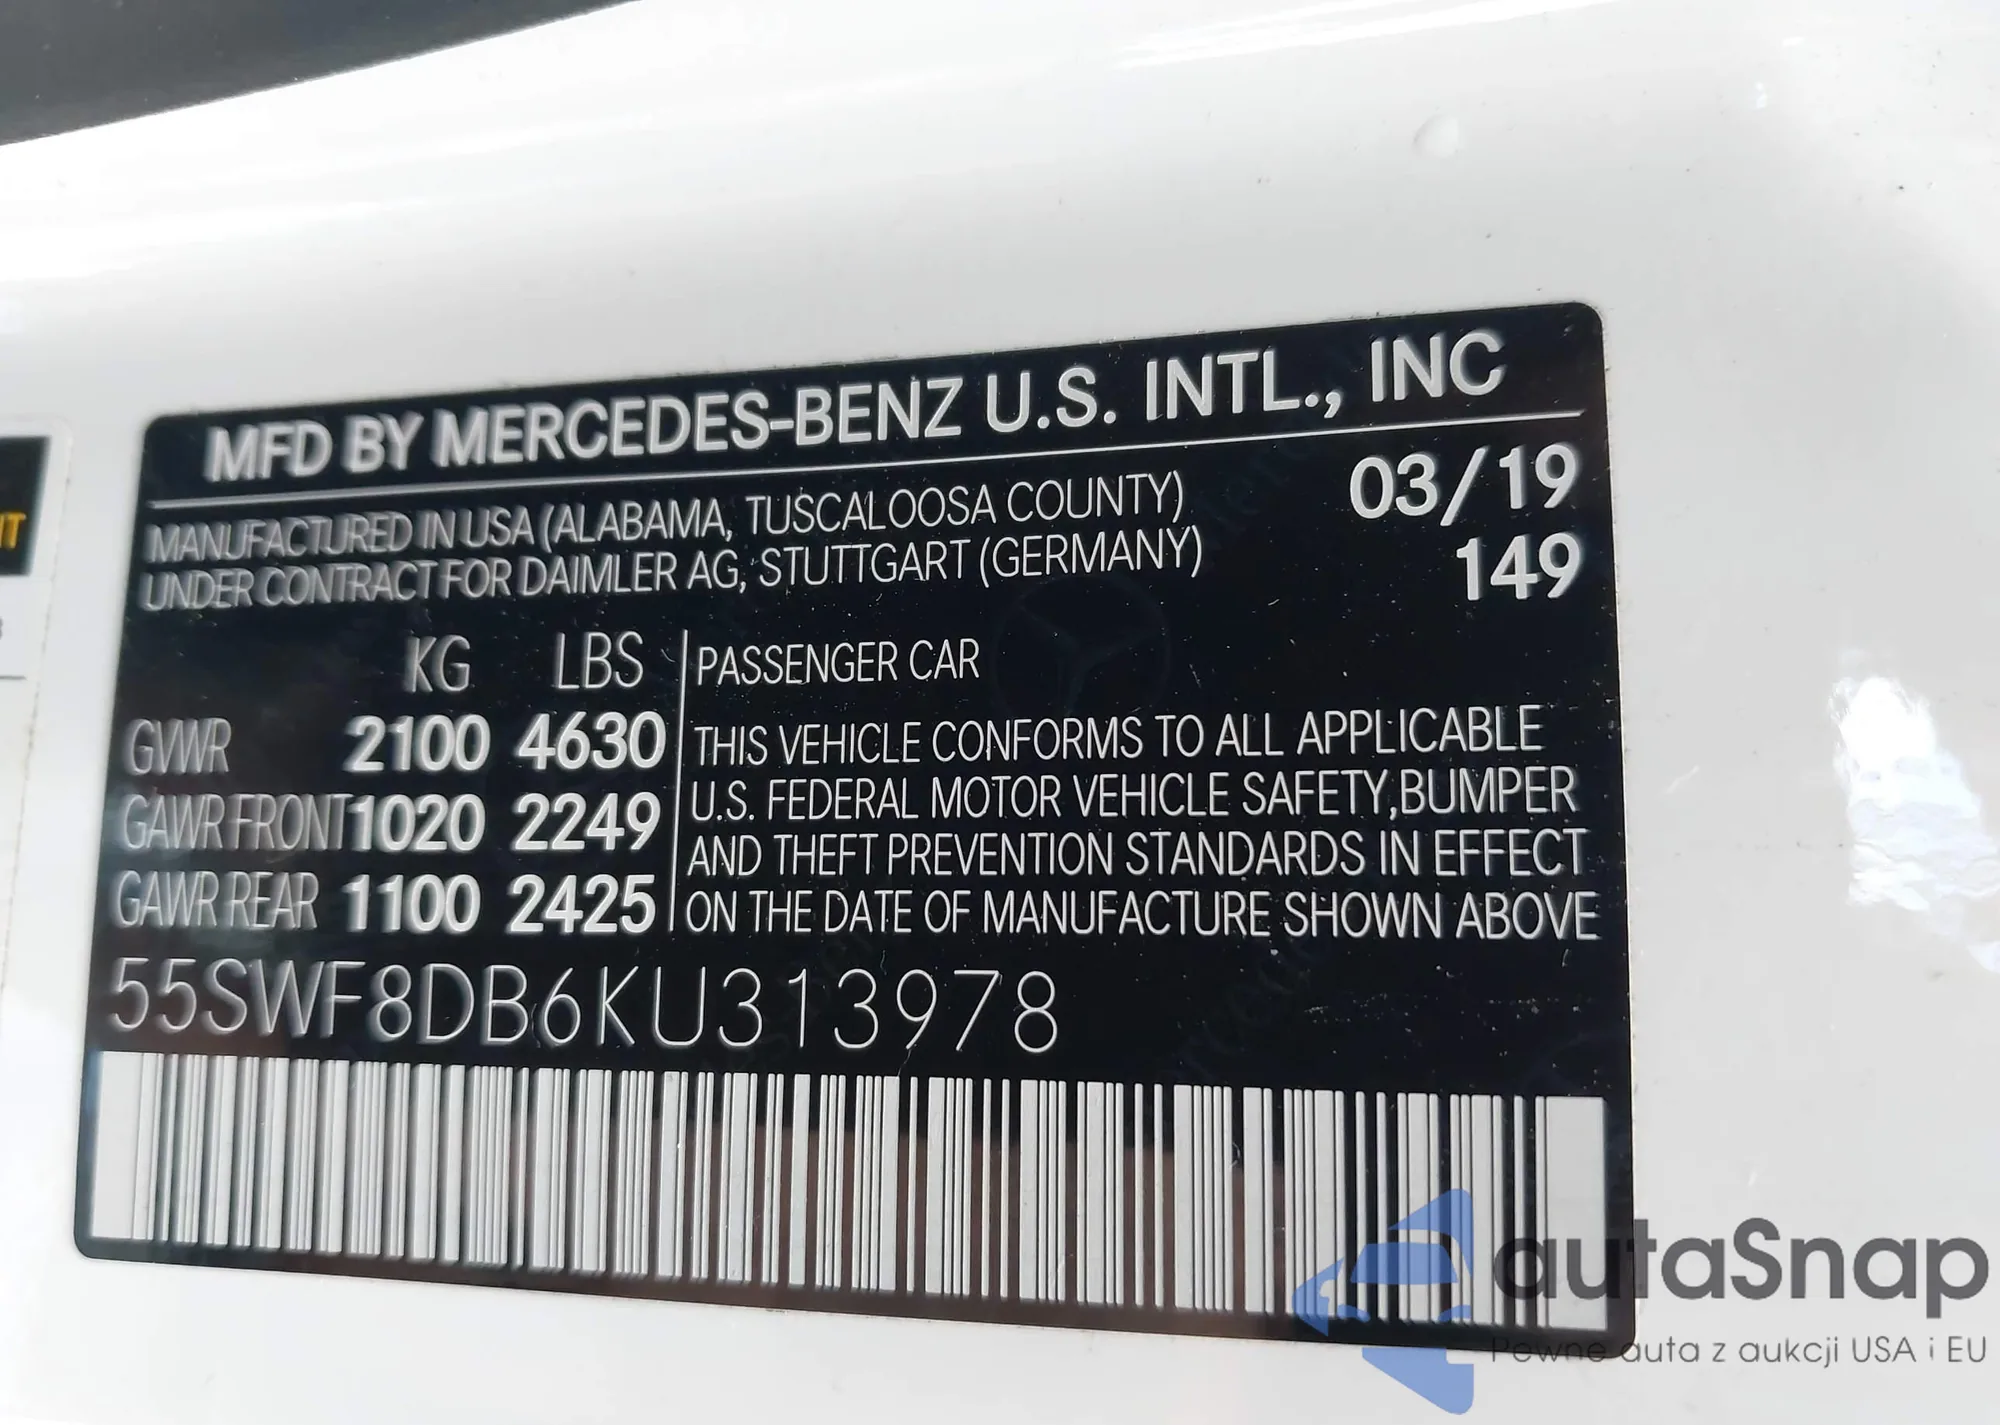 MFD BY MERCEDES-BENZ U.S. INTL., INC
MANUFACTURED IN USA (ALABAMA, TUSCALOOSA COUNTY) 03/19
UNDER CONTRACT FOR DAIMLER AG, STUTTGART (GERMANY) 149
KG LBS PASSENGER CAR
GVWR 2100 4630 THIS VEHICLE CONFORMS TO ALL APPLICABLE
GAWR FRONT 1020 2249 U.S. FEDERAL MOTOR VEHICLE SAFETY, BUMPER
AND THEFT PREVENTION STANDARDS IN EFFECT
GAWR REAR 1100 2425 ON THE DATE OF MANUFACTURE SHOWN ABOVE
55SWF8DB6KU313978
autaSnap
Pewne auta z aukcji USA i EU